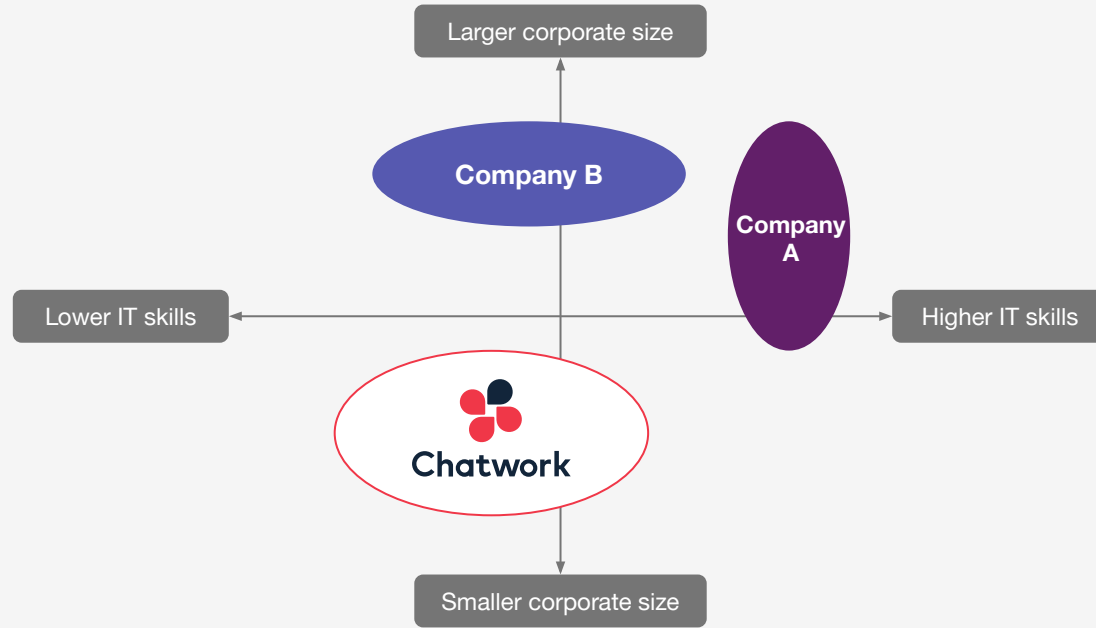 Larger corporate size
Company B
Company
A
Lower IT skills
Higher IT skills
Chatwork
Smaller corporate size